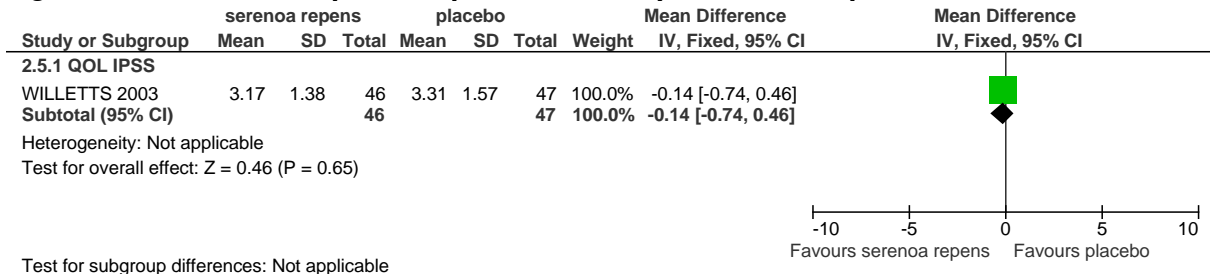 serenoa repens placebo Mean Difference Mean Difference
Study or Subgroup Mean SD Total Mean SD Total Weight IV, Fixed, 95% CI IV, Fixed, 95% CI
2.5.1 QOL IPSS
WILLETTS 2003 3.17 1.38 46 3.31 1.57 47 100.0% -0.14 [-0.74, 0.46]
Subtotal (95% CI) 46 47 100.0% -0.14 [-0.74, 0.46]
Heterogeneity: Not applicable
Test for overall effect: Z = 0.46 (P = 0.65)
-10 -5 0 5 10
Favours serenoa repens Favours placebo
Test for subgroup differences: Not applicable